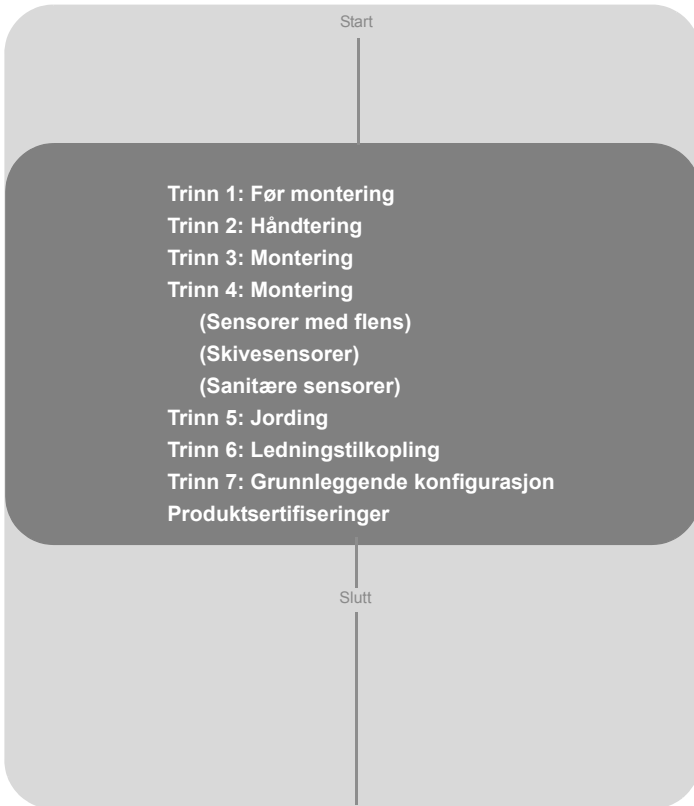 Start
Trinn 1: Før montering
Trinn 2: Håndtering
Trinn 3: Montering
Trinn 4: Montering
(Sensorer med flens)
(Skivesensorer)
(Sanitære sensorer)
Trinn 5: Jording
Trinn 6: Ledningstilkopling
Trinn 7: Grunnleggende konfigurasjon
Produktsertifiseringer
Slutt